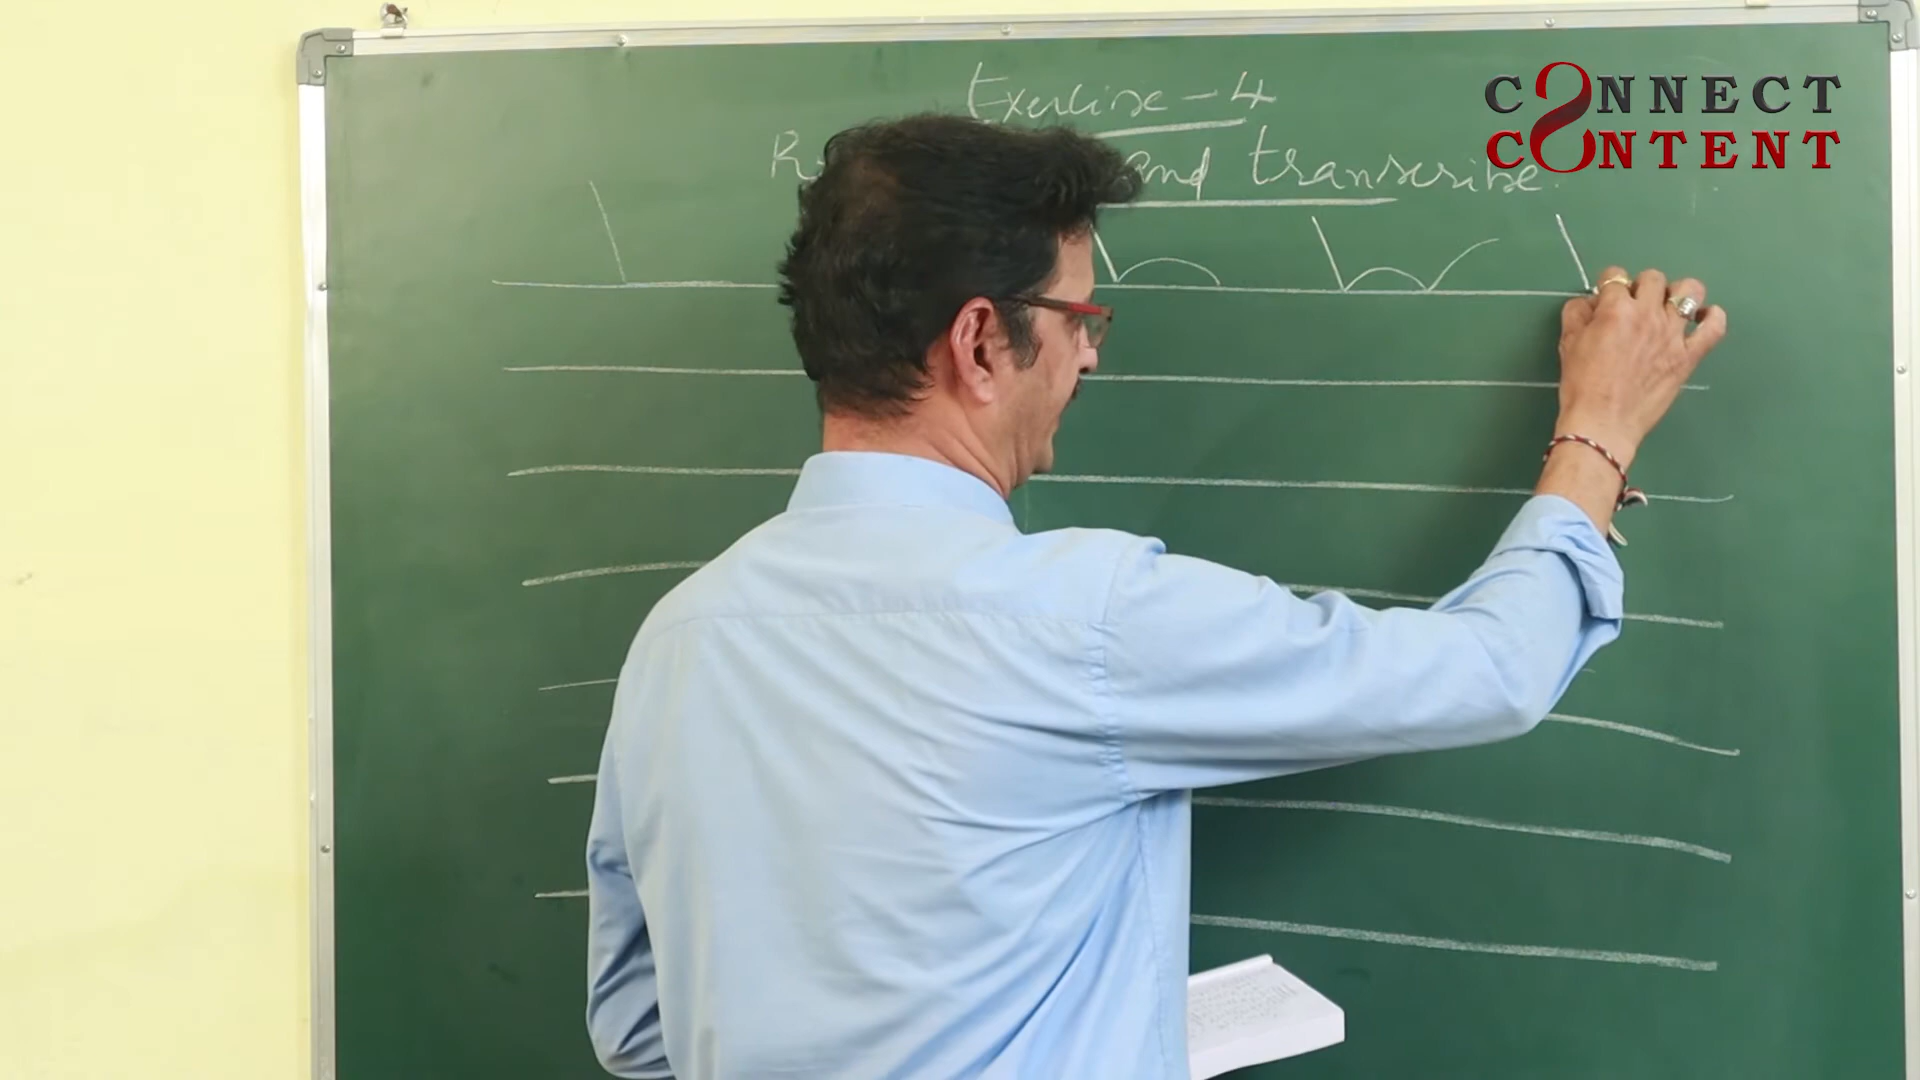 CONNECT
CONTENT
Exercise - 4
and transcribe.